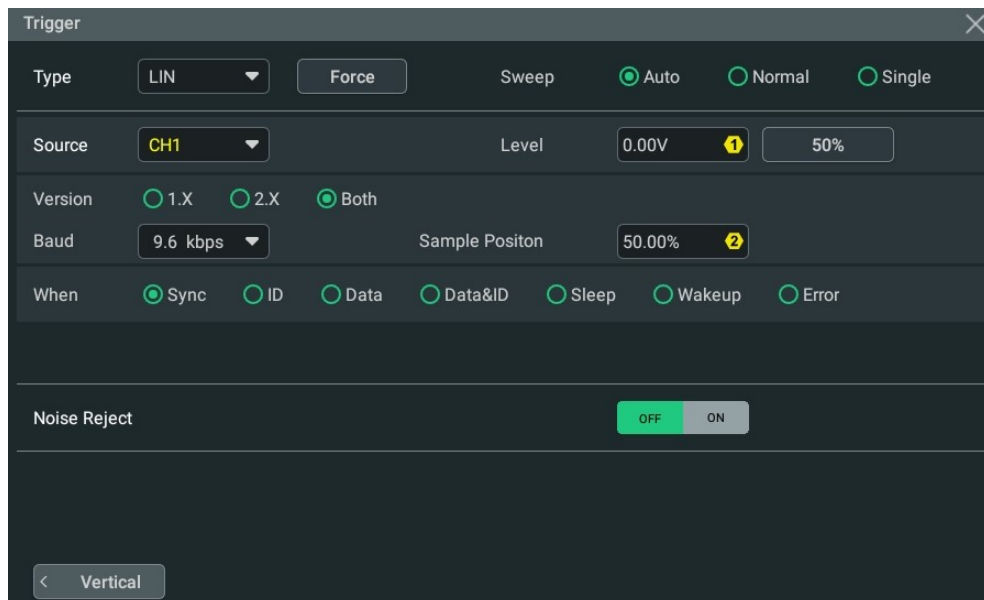 Trigger
Type LIN Force Sweep Auto Normal Single
Source CH1 Level 0.00V 1 50%
Version 1.X 2.X Both
Baud 9.6 kbps Sample Positon 50.00% 2
When Sync ID Data Data&ID Sleep Wakeup Error
Noise Reject OFF ON
< Vertical